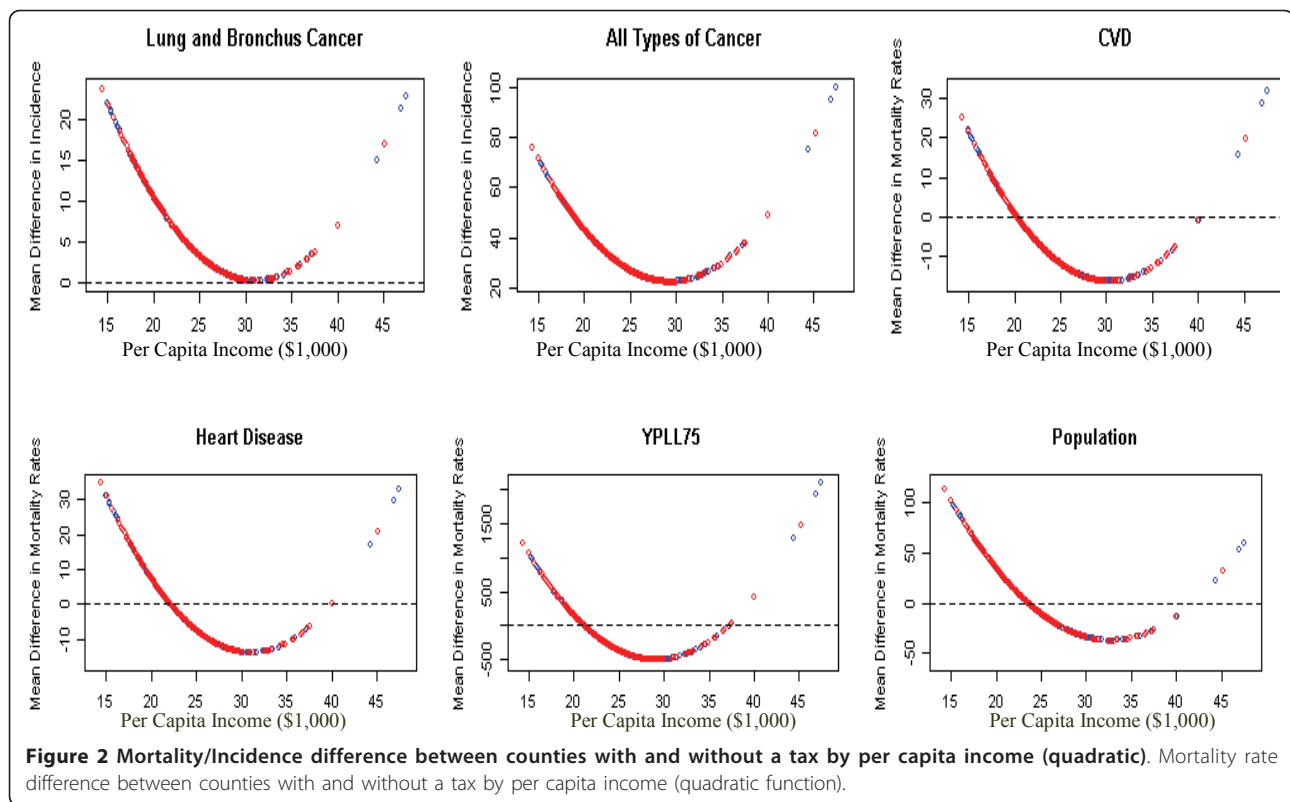 Lung and Bronchus Cancer
Mean Difference in Incidence
0 5 10 15 20
15 20 25 30 35 40 45
Per Capita Income ($1,000)
All Types of Cancer
Mean Difference in Incidence
20 40 60 80 100
15 20 25 30 35 40 45
Per Capita Income ($1,000)
CVD
Mean Difference in Mortality Rates
-10 0 10 20 30
15 20 25 30 35 40 45
Per Capita Income ($1,000)
Heart Disease
Mean Difference in Mortality Rates
-10 0 10 20 30
15 20 25 30 35 40 45
Per Capita Income ($1,000)
YPLL75
Mean Difference in Mortality Rates
-500 500 1500
15 20 25 30 35 40 45
Per Capita Income ($1,000)
Population
Mean Difference in Mortality Rates
-50 0 50 100
15 20 25 30 35 40 45
Per Capita Income ($1,000)
Figure 2 Mortality/Incidence difference between counties with and without a tax by per capita income (quadratic). Mortality rate
difference between counties with and without a tax by per capita income (quadratic function).